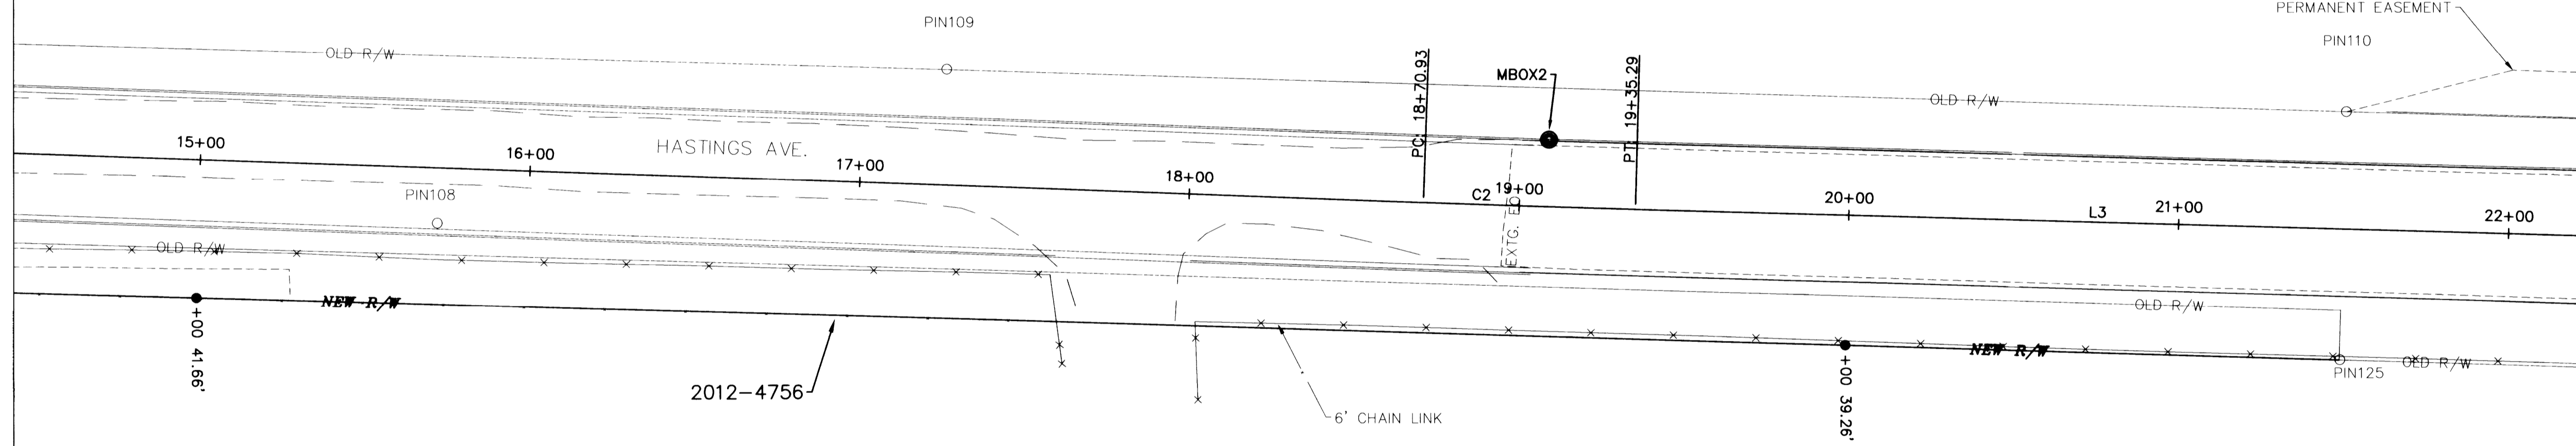 PERMANENT EASEMENT
PIN109
PIN110
OLD R/W
MBOX2
PC: 18+70.93
PT: 19+35.29
OLD R/W
15+00
16+00
HASTINGS AVE.
17+00
18+00
C2
19+00
20+00
L3
21+00
22+00
PIN108
EXTG. EO
OLD R/W
NEW R/W
OLD R/W
NEW R/W
OLD R/W
PIN125
+00 41.66'
2012-4756
6' CHAIN LINK
+00 39.26'